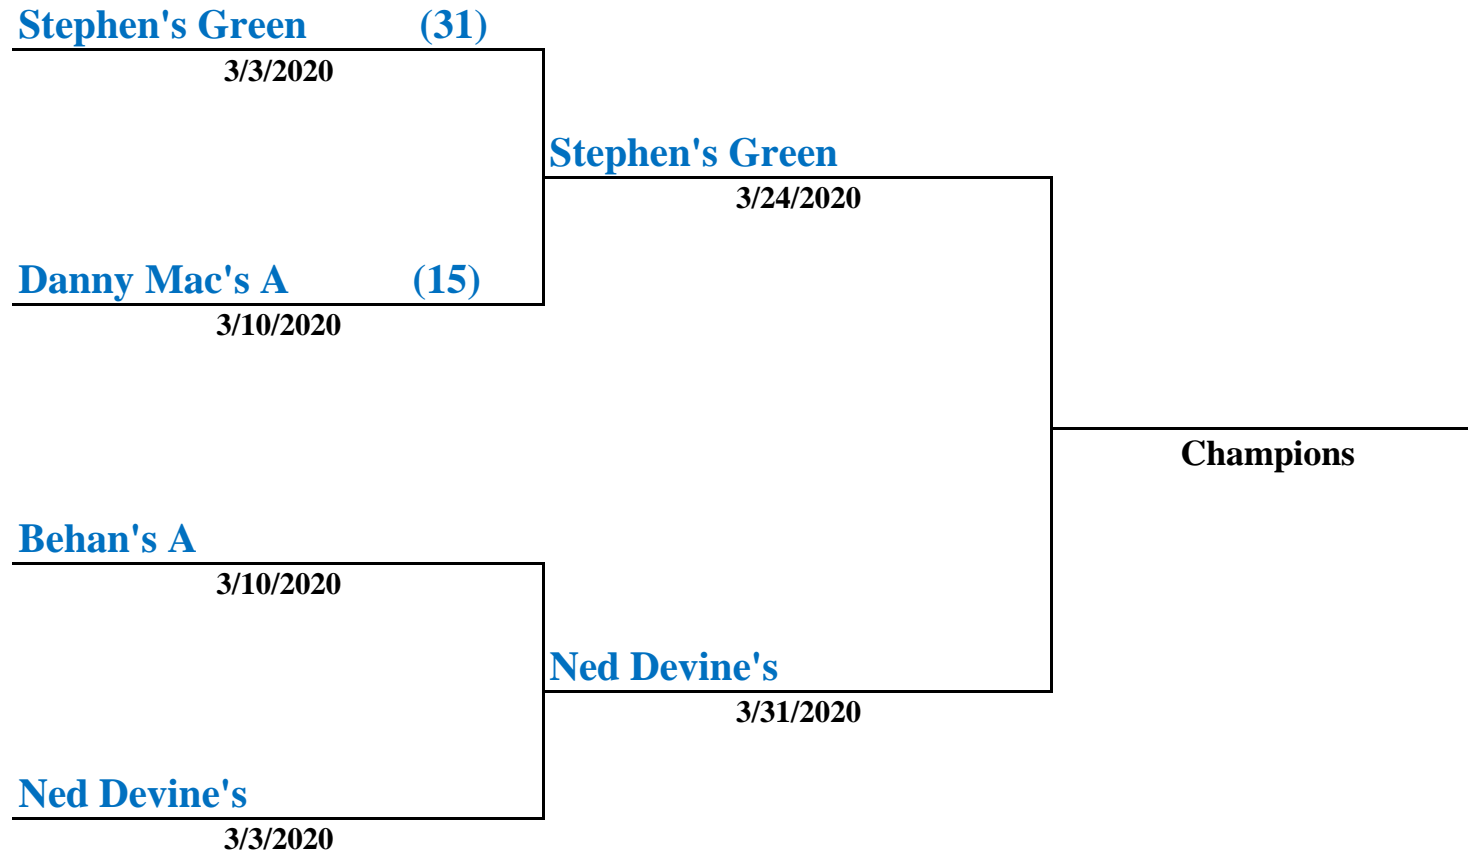 Stephen's Green (31)
3/3/2020
Stephen's Green
3/24/2020
Danny Mac's A (15)
3/10/2020
Champions
Behan's A
3/10/2020
Ned Devine's
3/31/2020
Ned Devine's
3/3/2020